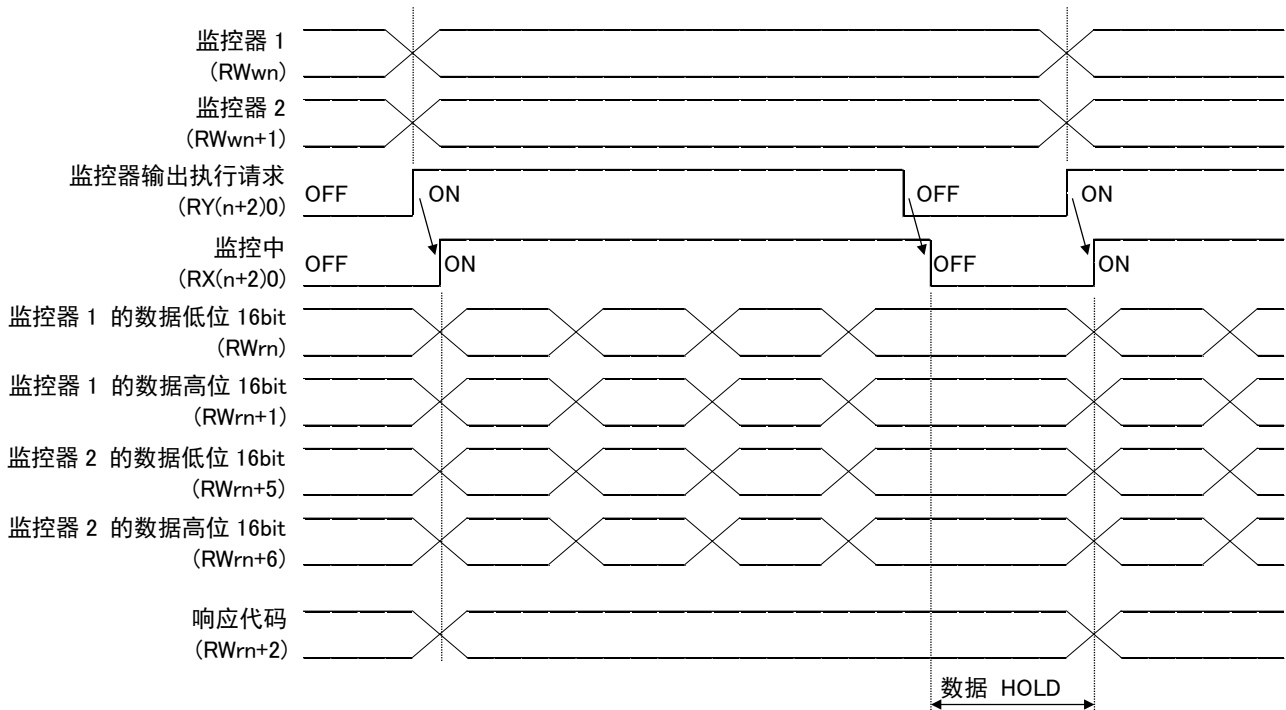 监控器 1
(RWwn)
监控器 2
(RWwn+1)
监控器输出执行请求
(RY(n+2)0)
OFF
ON
OFF
ON
监控中
(RX(n+2)0)
OFF
ON
OFF
ON
监控器 1 的数据低位 16bit
(RWrn)
监控器 1 的数据高位 16bit
(RWrn+1)
监控器 2 的数据低位 16bit
(RWrn+5)
监控器 2 的数据高位 16bit
(RWrn+6)
响应代码
(RWrn+2)
数据 HOLD